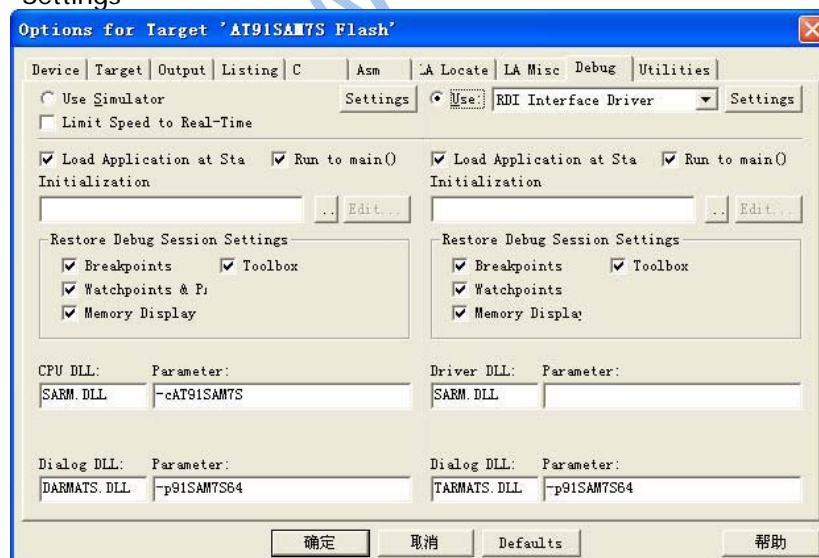 Settings
Options for Target 'AT91SAM7S Flash'
Device Target Output Listing C Asm LA Locate LA Misc Debug Utilities
Use Simulator Settings Use: RDI Interface Driver Settings
Limit Speed to Real-Time
Load Application at Sta Run to main() Load Applicati at Sta Run to main()
Initialization Initialization
.. Edit... .. Edit...
Restore Debug Session Settings Restore Debug Session Settings
Breakpoints Toolbox Breakpoints Toolbox
Watchpoints & Pa Watchpoints
Memory Display Memory Display
CPU DLL: Parameter: Driver DLL: Parameter:
SARM.DLL -cAT91SAM7S SARM.DLL
Dialog DLL: Parameter: Dialog DLL: Parameter:
DARMATS.DLL -p91SAM7S64 TARMATS.DLL -p91SAM7S64
确定 取消 Defaults 帮助